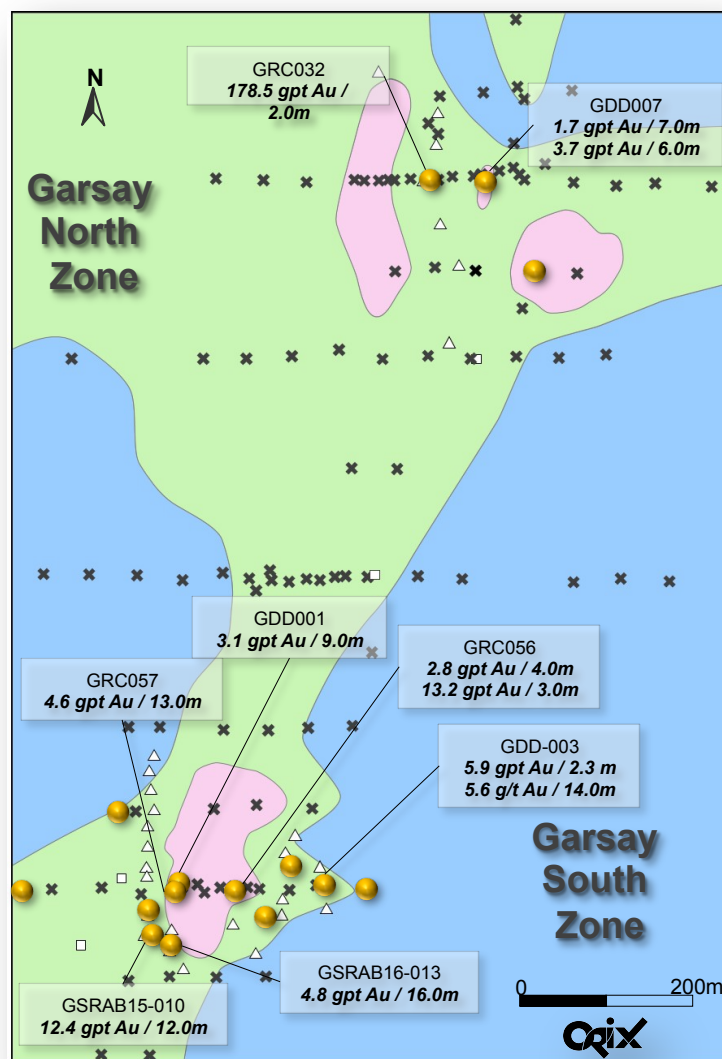 GRC032
178.5 gpt Au /
2.0m
N
GDD007
1.7 gpt Au / 7.0m
3.7 gpt Au / 6.0m
Garsay
North
Zone
GDD001
3.1 gpt Au / 9.0m
GRC056
2.8 gpt Au / 4.0m
13.2 gpt Au / 3.0m
GRC057
4.6 gpt Au / 13.0m
GDD-003
5.9 gpt Au / 2.3 m
5.6 g/t Au / 14.0m
Garsay
South
Zone
GSRAB16-013
4.8 gpt Au / 16.0m
GSRAB15-010
12.4 gpt Au / 12.0m
0 200m
Orix